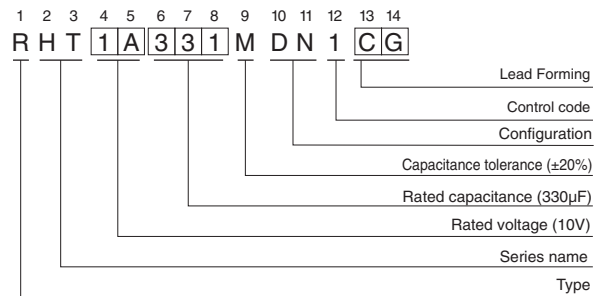 1 2 3 4 5 6 7 8 9 10 11 12 13 14
R H T 1 A 3 3 1 M D N 1 C G
Lead Forming
Control code
Configuration
Capacitance tolerance (±20%)
Rated capacitance (330µF)
Rated voltage (10V)
Series name
Type